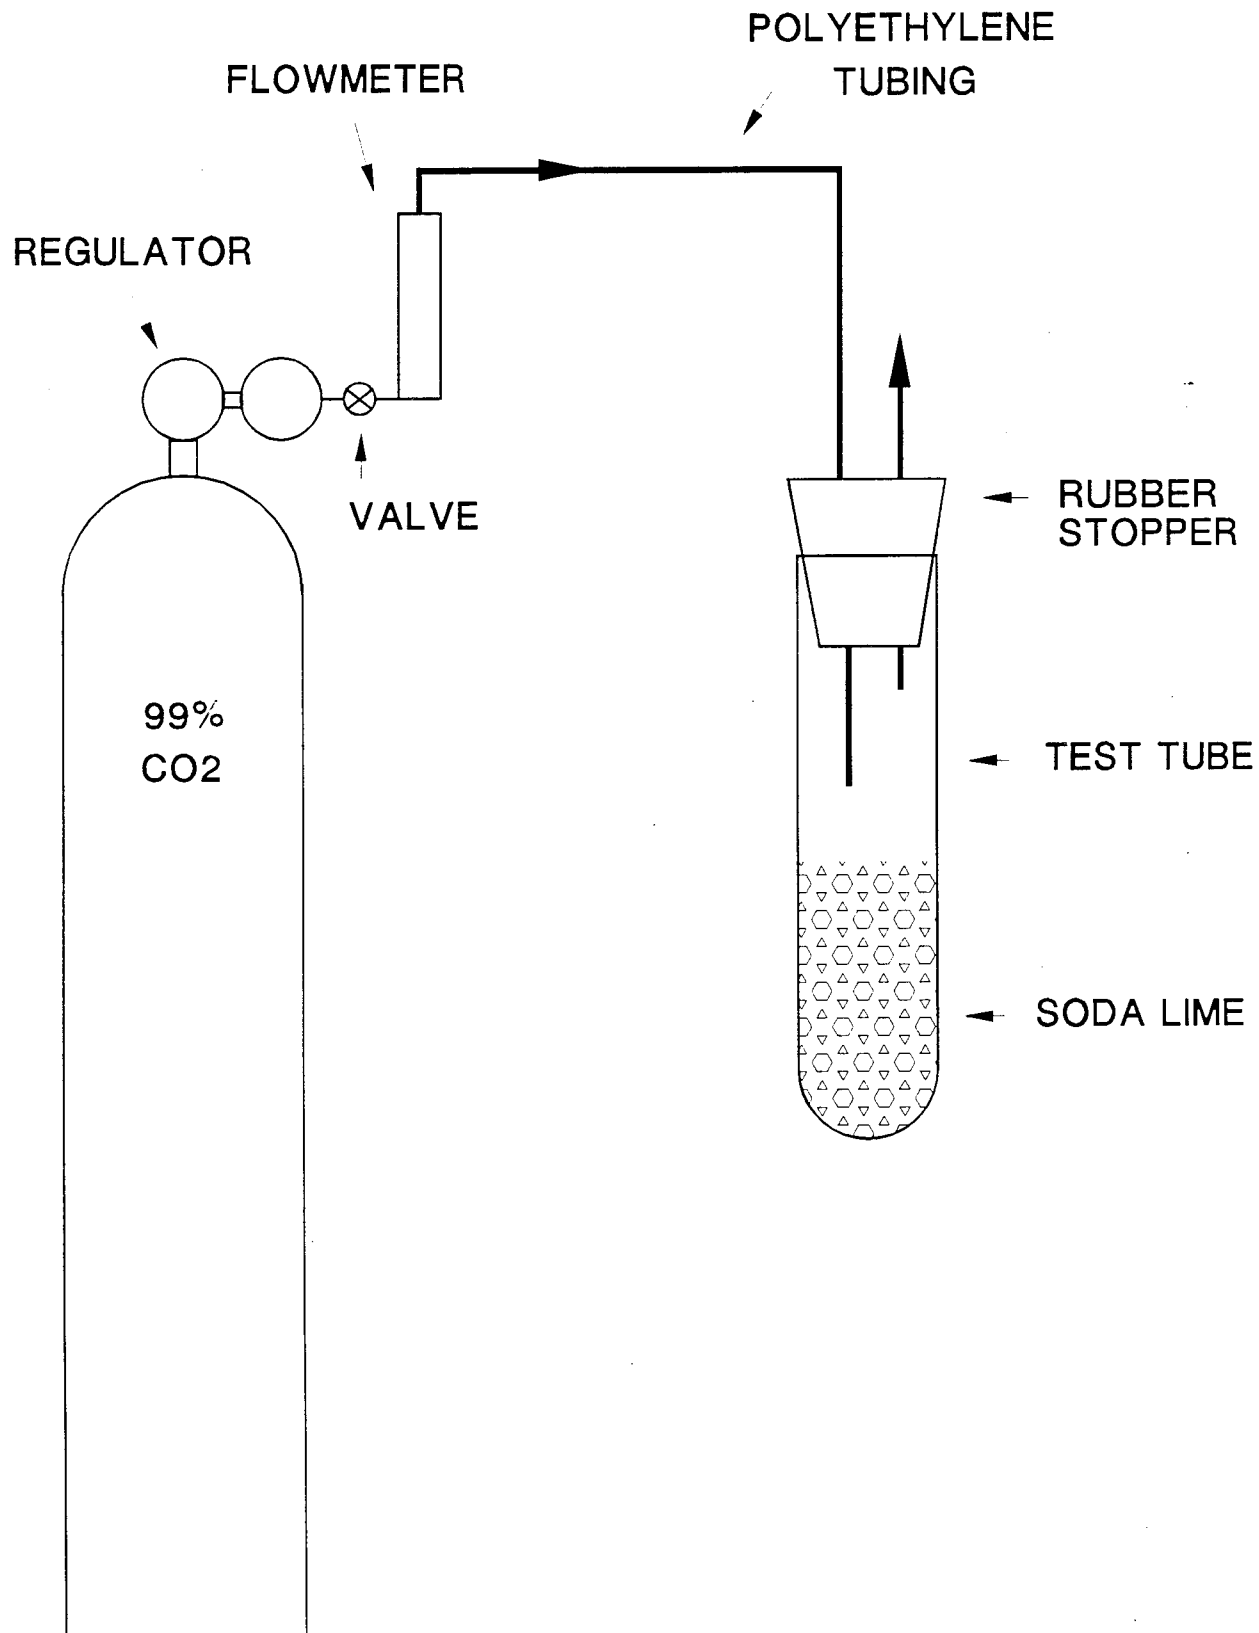 POLYETHYLENE
TUBING
FLOWMETER
REGULATOR
VALVE
RUBBER
STOPPER
99%
CO2
TEST TUBE
SODA LIME